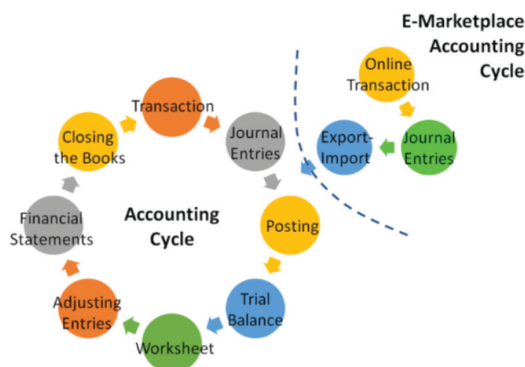 E-Marketplace
Accounting
Cycle
Online
Transaction
Journal
Entries
Export-
Import
Transaction
Journal
Entries
Posting
Trial
Balance
Worksheet
Adjusting
Entries
Financial
Statements
Closing
the Books
Accounting
Cycle